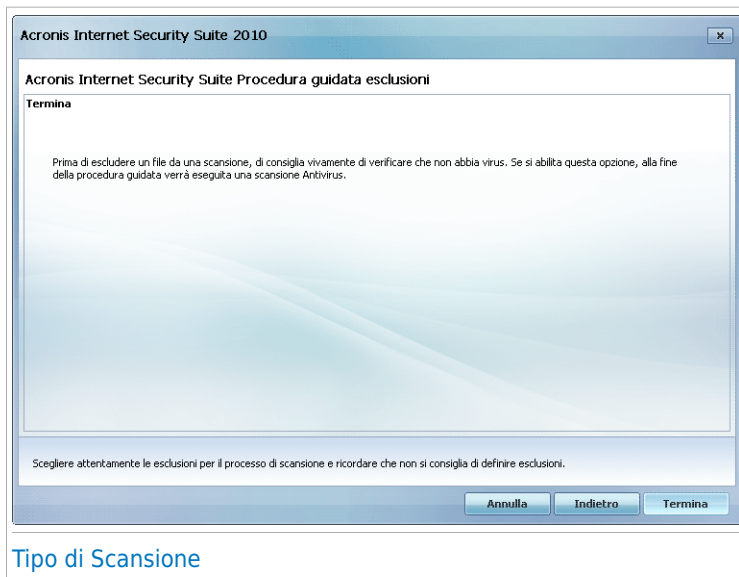 Acronis Internet Security Suite 2010
Acronis Internet Security Suite Procedura guidata esclusioni
Termina
Prima di escludere un file da una scansione, di consiglia vivamente di verificare che non abbia virus. Se si abilita questa opzione, alla fine
della procedura guidata verrà eseguita una scansione Antivirus.
Scegliere attentamente le esclusioni per il processo di scansione e ricordare che non si consiglia di definire esclusioni.
Annulla Indietro Termina
Tipo di Scansione